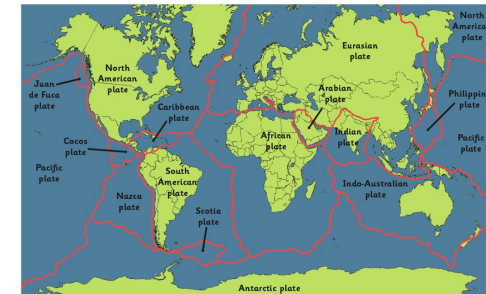 North
America
plate
Eurasian
plate
North
American
plate
Juan
de Fuca
plate
Arabian
plate
Philippin
plate
Caribbean
plate
Cocos
plate
African
plate
Indian
plate
Pacific
plate
Pacific
plate
South
American
plate
Nazca
plate
Indo-Australian
plate
Scotia
plate
Antarctic plate